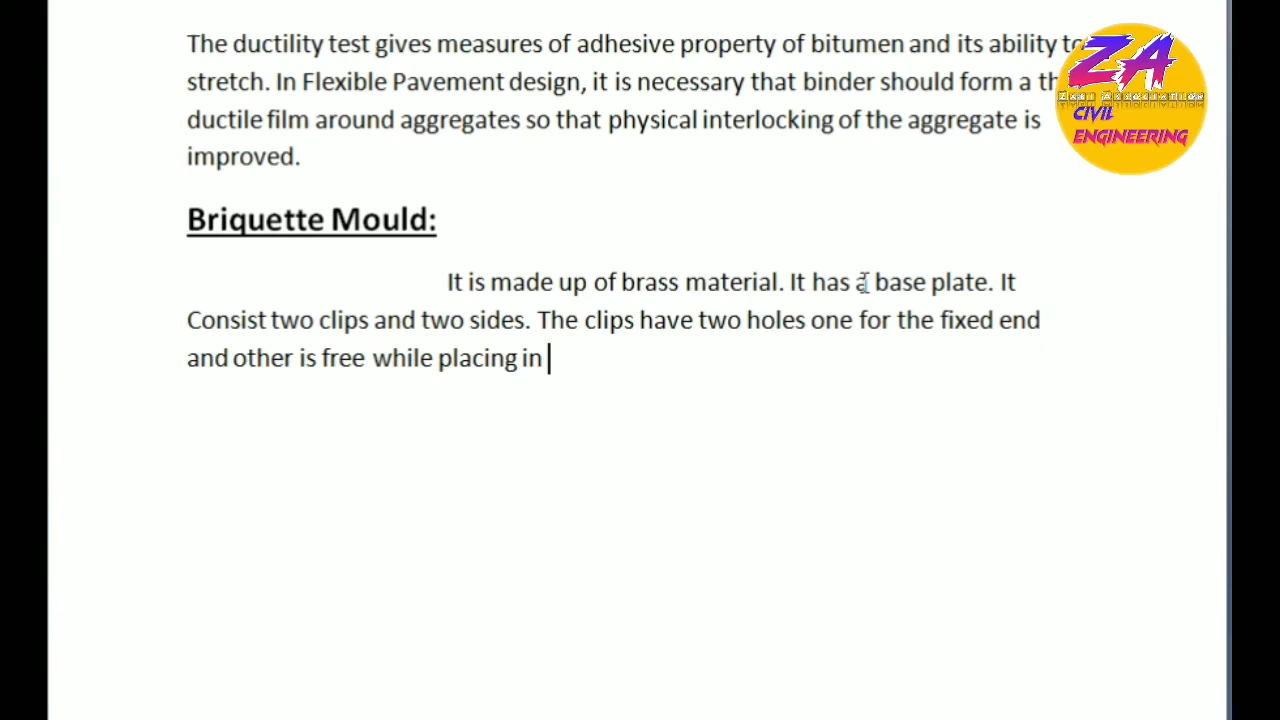 The ductility test gives measures of adhesive property of bitumen and its ability to
stretch. In Flexible Pavement design, it is necessary that binder should form a
ductile film around aggregates so that physical interlocking of the aggregate is
improved.
Briquette Mould:
It is made up of brass material. It has a base plate. It
Consist two clips and two sides. The clips have two holes one for the fixed end
and other is free while placing in
ZA
CIVIL
ENGINEERING